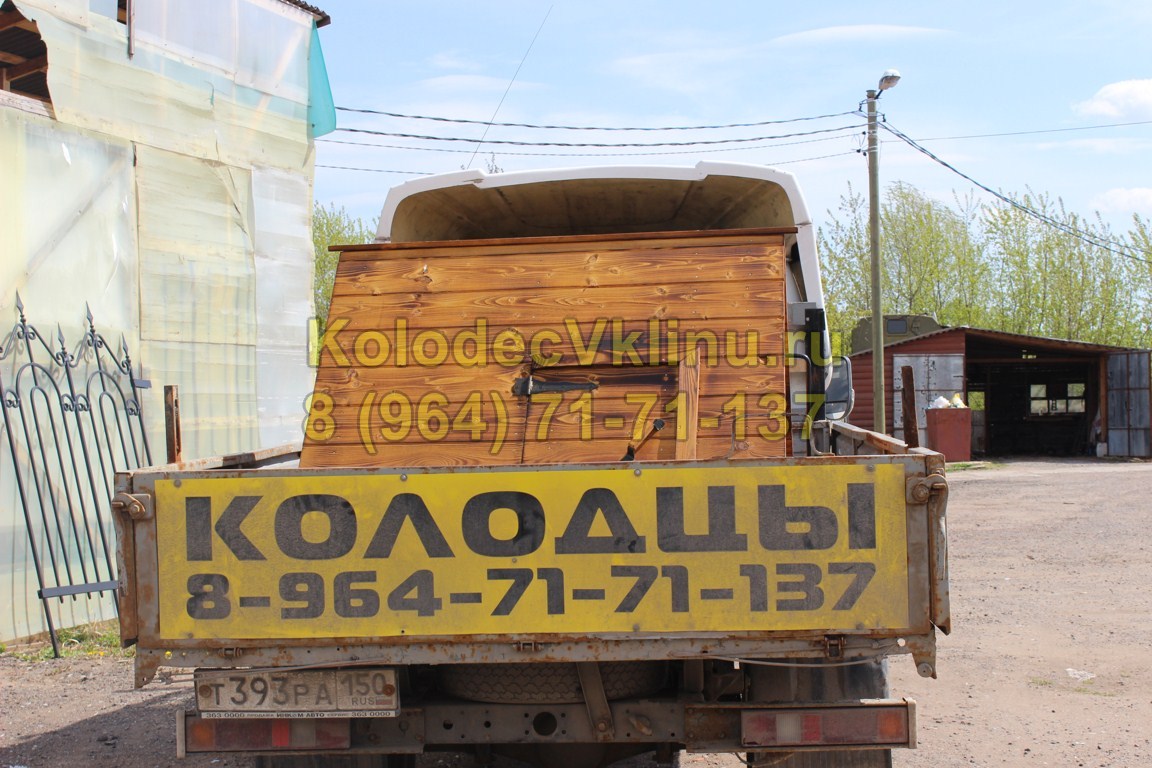 KolodecVklinu.ru
8 (964) 71-71-137
КОЛОДЦЫ
8-964-71-71-137
Т393РА 150
RUS